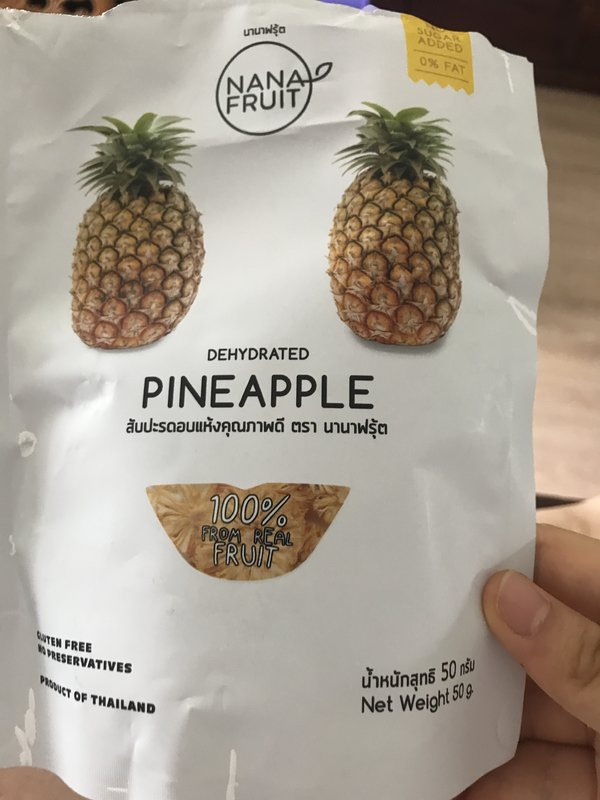 นานาฟรุ้ต
NANA
FRUIT
SUGAR
ADDED
0% FAT
DEHYDRATED
PINEAPPLE
สับปะรดอบแห้งคุณภาพดี ตรา นานาฟรุ้ต
100%
FROM REAL
FRUIT
GLUTEN FREE
NO PRESERVATIVES
PRODUCT OF THAILAND
น้ำหนักสุทธิ 50 กรัม
Net Weight 50 g.